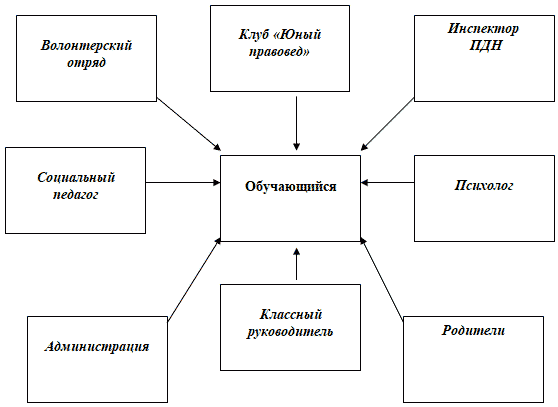 Волонтерский
отряд
Клуб «Юный
правовед»
Инспектор
ПДН
Социальный
педагог
Обучающийся
Психолог
Администрация
Классный
руководитель
Родители